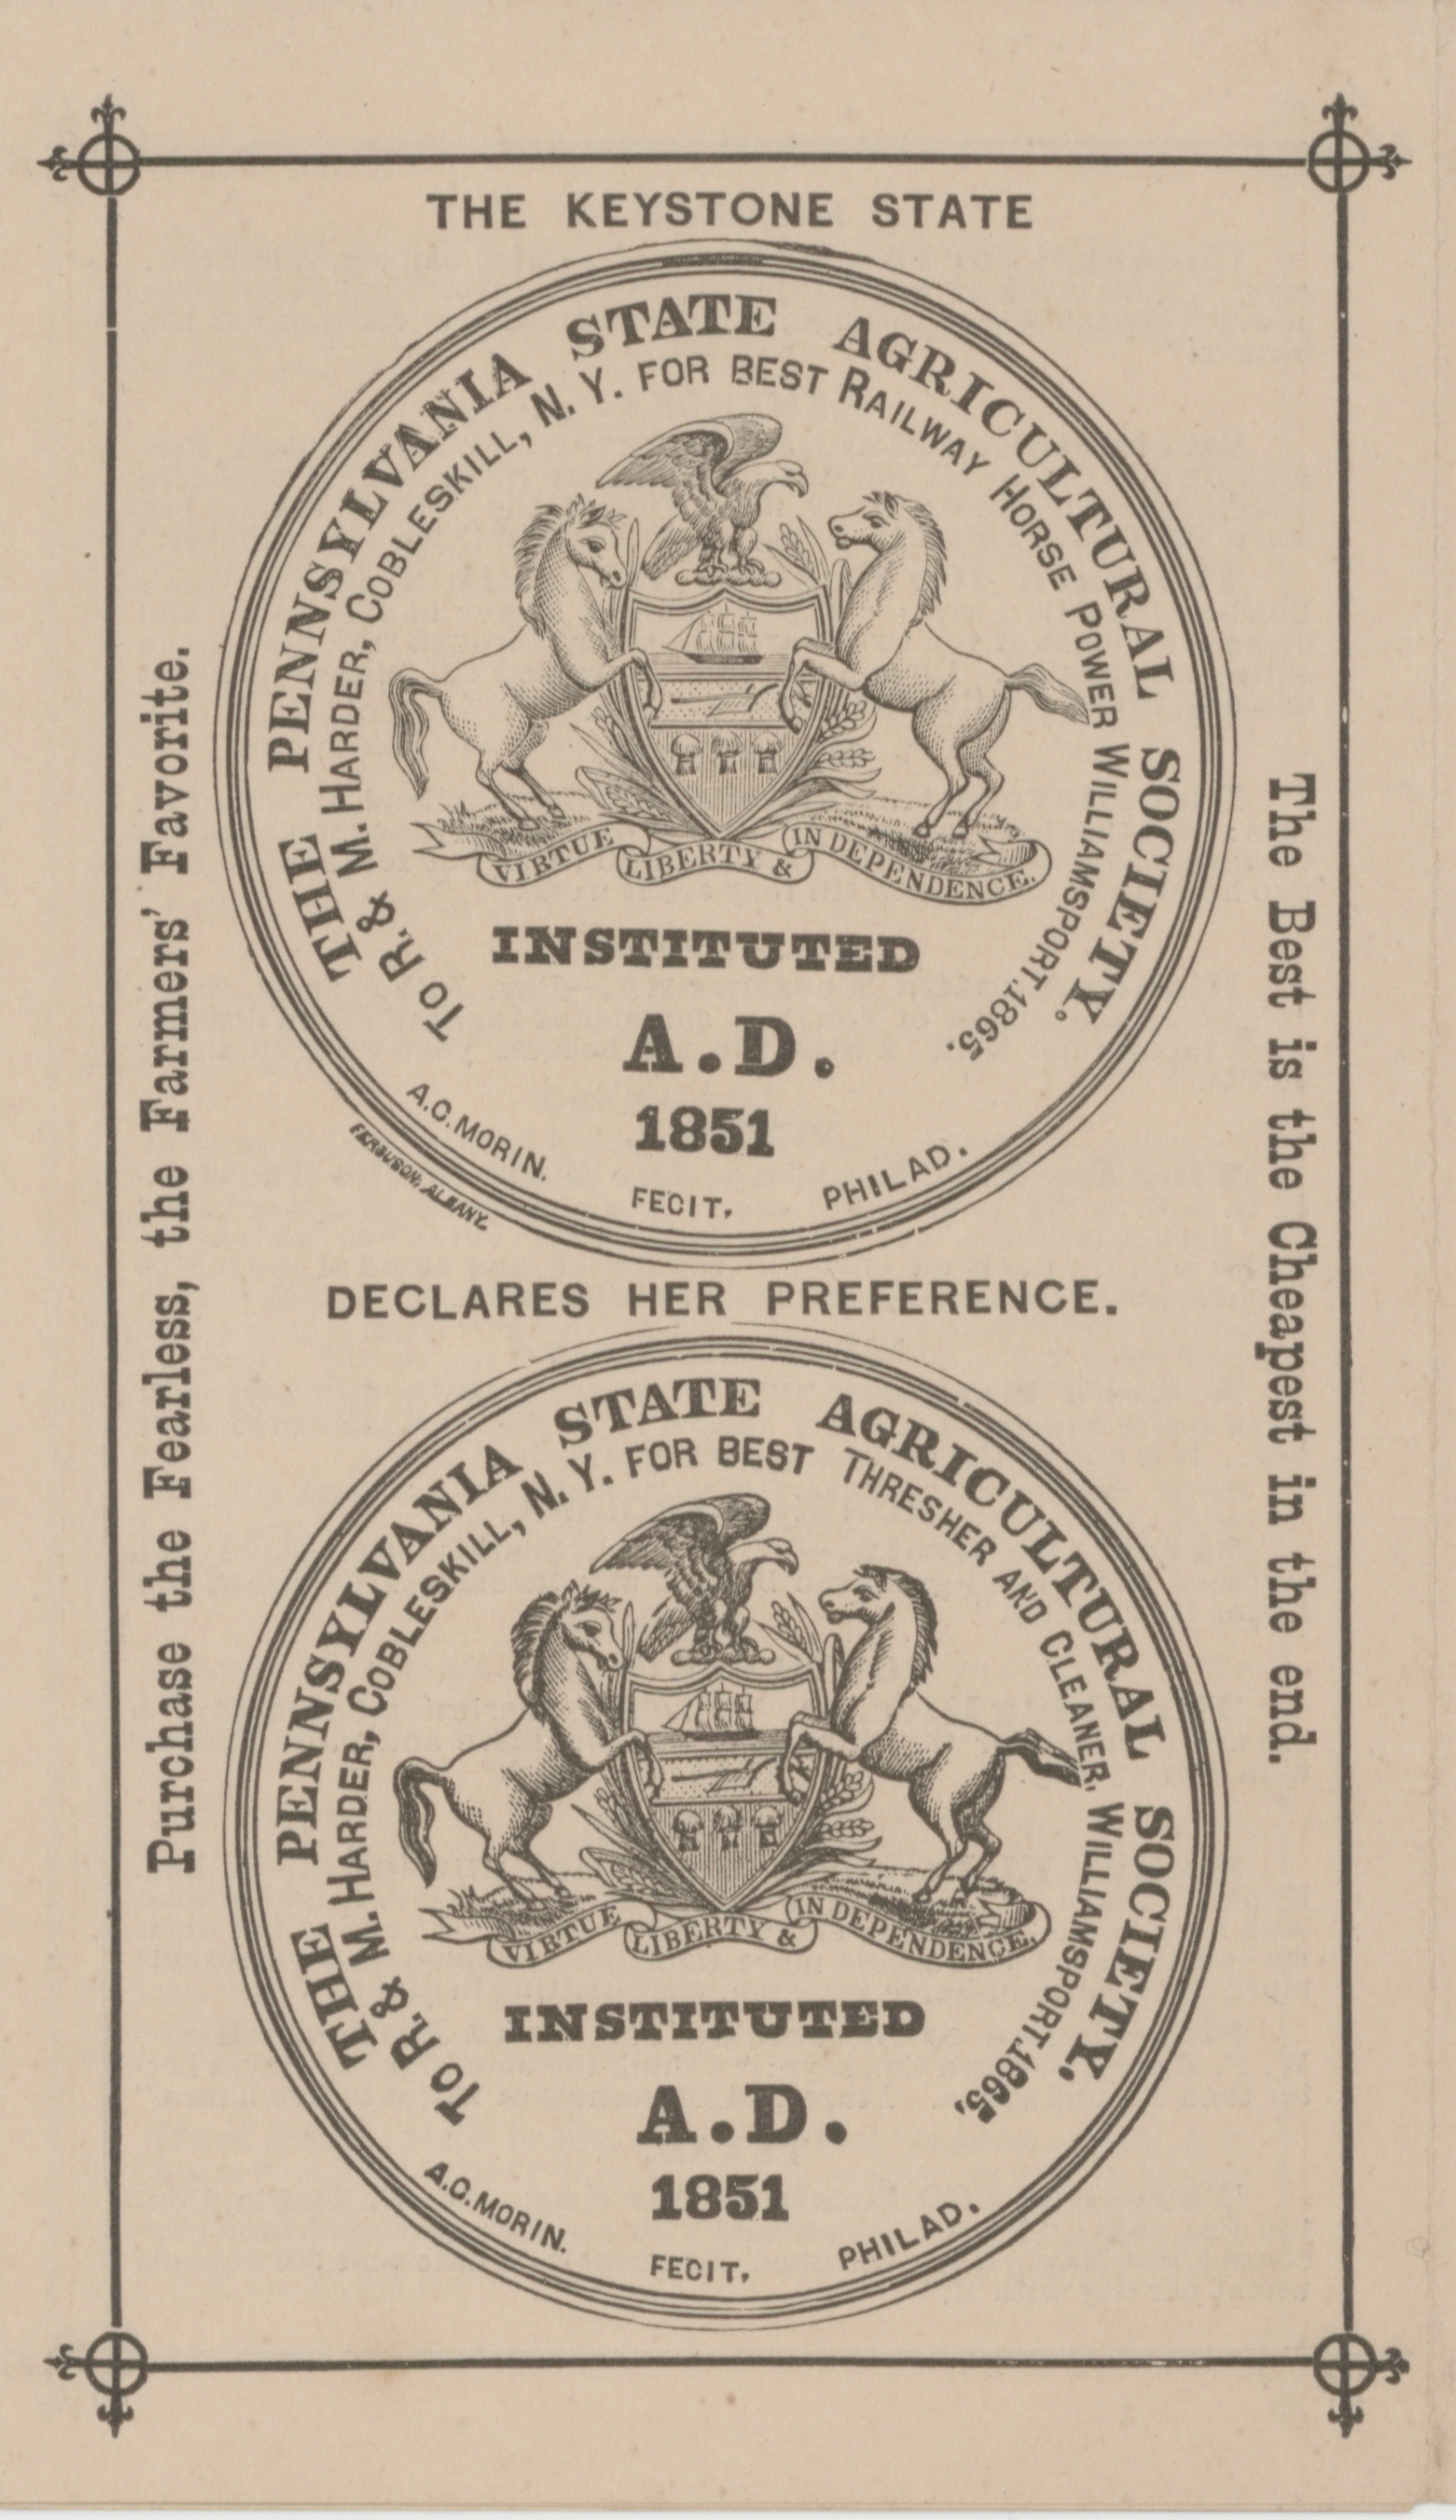 THE KEYSTONE STATE
THE PENNSYLVANIA STATE AGRICULTURAL SOCIETY.
To R. & M. HARDER, COBLESKILL, N. Y. FOR BEST RAILWAY HORSE POWER WILLIAMSPORT. 1865.
VIRTUE LIBERTY & INDEPENDENCE.
INSTITUTED
A.D.
1851
A.C. MORIN. FECIT. PHILAD.
FERGUSON, ALBANY.
DECLARES HER PREFERENCE.
THE PENNSYLVANIA STATE AGRICULTURAL SOCIETY.
To R. & M. HARDER, COBLESKILL, N. Y. FOR BEST THRESHER AND CLEANER, WILLIAMSPORT. 1865.
VIRTUE LIBERTY & INDEPENDENCE.
INSTITUTED
A.D.
1851
A.C. MORIN. FECIT. PHILAD.
Purchase the Fearless, the Farmers' Favorite.
The Best is the Cheapest in the end.